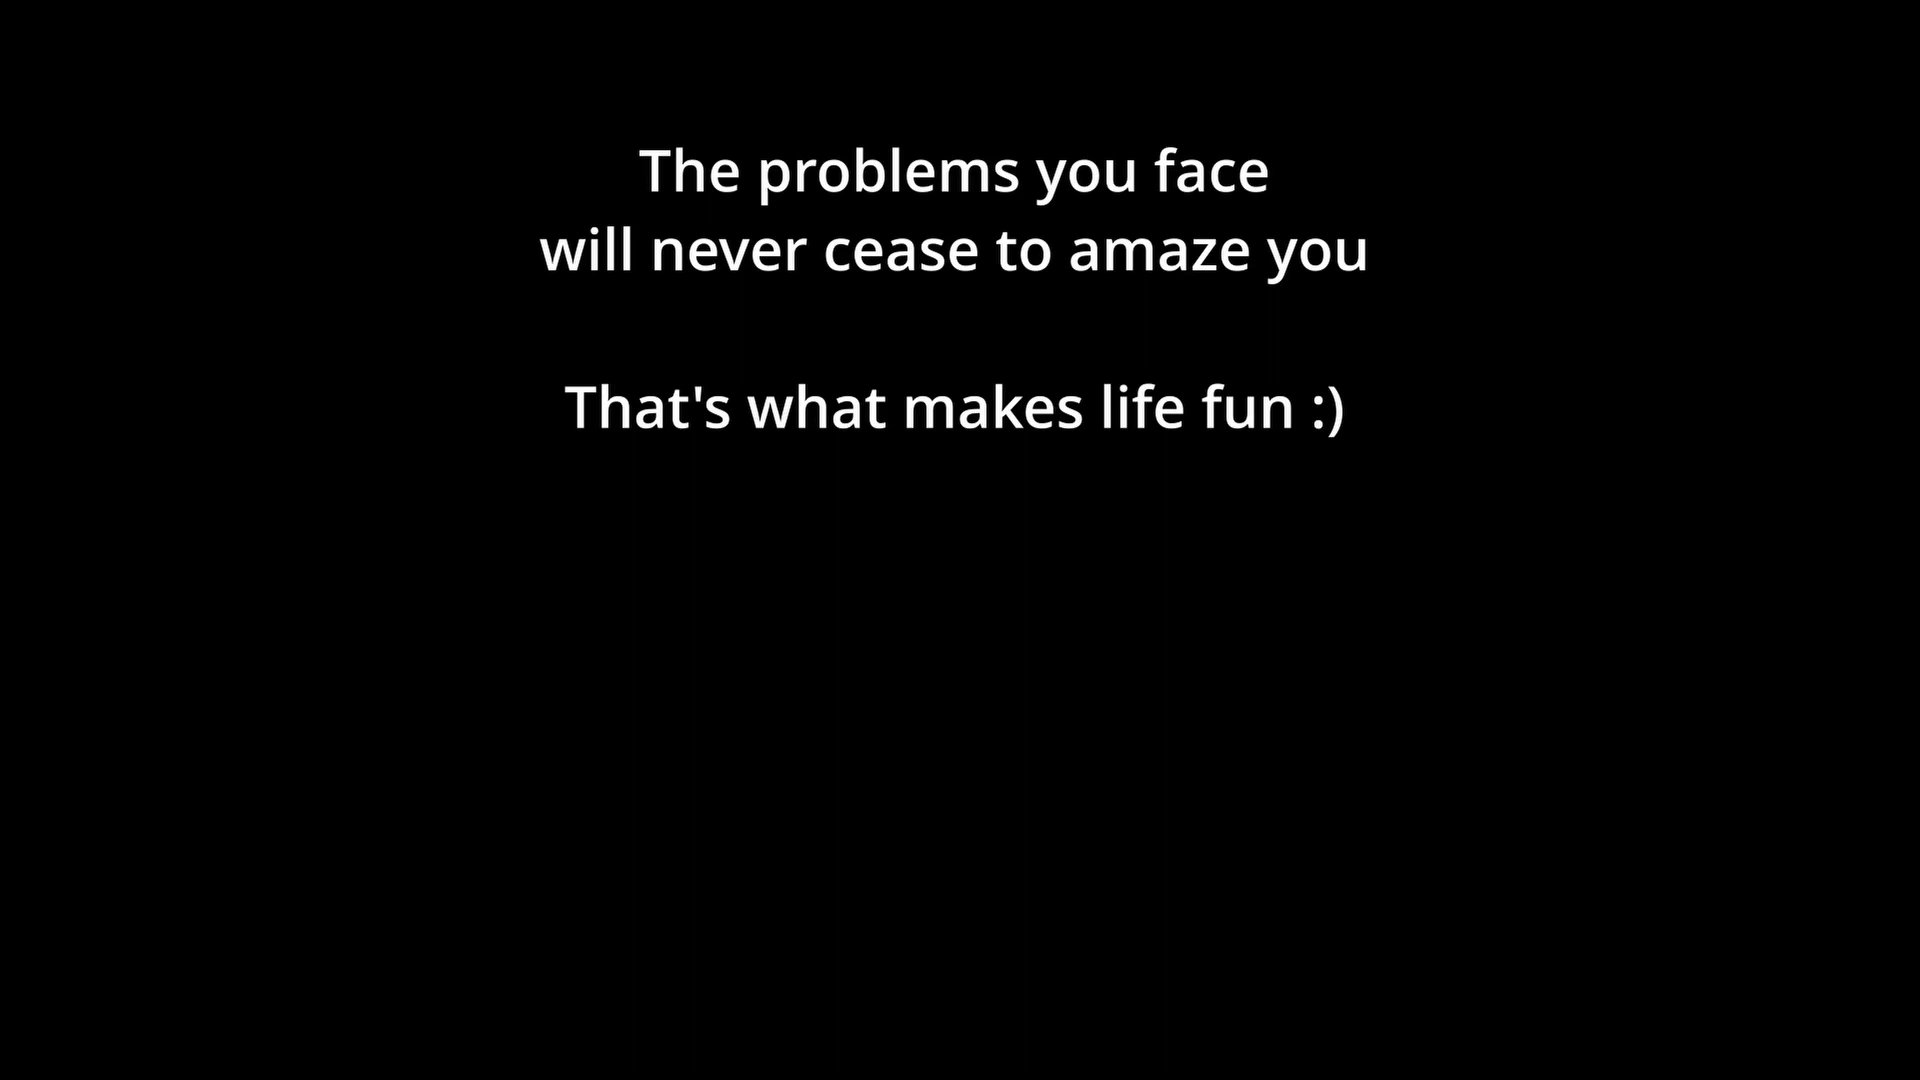 The problems you face
will never cease to amaze you
That's what makes life fun :)